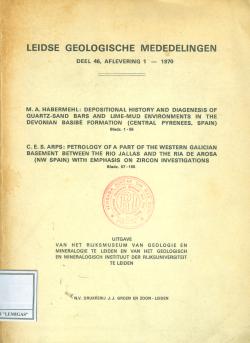 LEIDSE GEOLOGISCHE MEDEDELINGEN
DEEL 46, AFLEVERING 1 — 1970
M. A. HABERMEHL: DEPOSITIONAL HISTORY AND DIAGENESIS OF
QUARTZ-SAND BARS AND LIME-MUD ENVIRONMENTS IN THE
DEVONIAN BASIBÉ FORMATION (CENTRAL PYRENEES, SPAIN)
Bladz. 1-56
C. E. S. ARPS: PETROLOGY OF A PART OF THE WESTERN GALICIAN
BASEMENT BETWEEN THE RIO JALLAS AND THE RIA DE AROSA
(NW SPAIN) WITH EMPHASIS ON ZIRCON INVESTIGATIONS
Bladz. 57-155
UITGAVE
VAN HET RIJKSMUSEUM VAN GEOLOGIE EN
MINERALOGIE TE LEIDEN EN VAN HET GEOLOGISCH
EN MINERALOGISCH INSTITUUT DER RIJKSUNIVERSITEIT
TE LEIDEN
N.V. DRUKKERIJ J.J. GROEN EN ZOON - LEIDEN
"LEMIGAS"